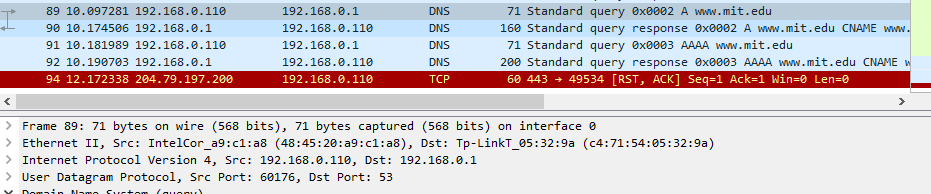 89 10.097281 192.168.0.110 192.168.0.1 DNS 71 Standard query 0x0002 A www.mit.edu
90 10.174506 192.168.0.1 192.168.0.110 DNS 160 Standard query response 0x0002 A www.mit.edu CNAME www.
91 10.181989 192.168.0.110 192.168.0.1 DNS 71 Standard query 0x0003 AAAA www.mit.edu
92 10.190703 192.168.0.1 192.168.0.110 DNS 200 Standard query response 0x0003 AAAA www.mit.edu CNAME w
94 12.172338 204.79.197.200 192.168.0.110 TCP 60 443 → 49534 [RST, ACK] Seq=1 Ack=1 Win=0 Len=0
Frame 89: 71 bytes on wire (568 bits), 71 bytes captured (568 bits) on interface 0
Ethernet II, Src: IntelCor_a9:c1:a8 (48:45:20:a9:c1:a8), Dst: Tp-LinkT_05:32:9a (c4:71:54:05:32:9a)
Internet Protocol Version 4, Src: 192.168.0.110, Dst: 192.168.0.1
User Datagram Protocol, Src Port: 60176, Dst Port: 53
Domain Name System (query)